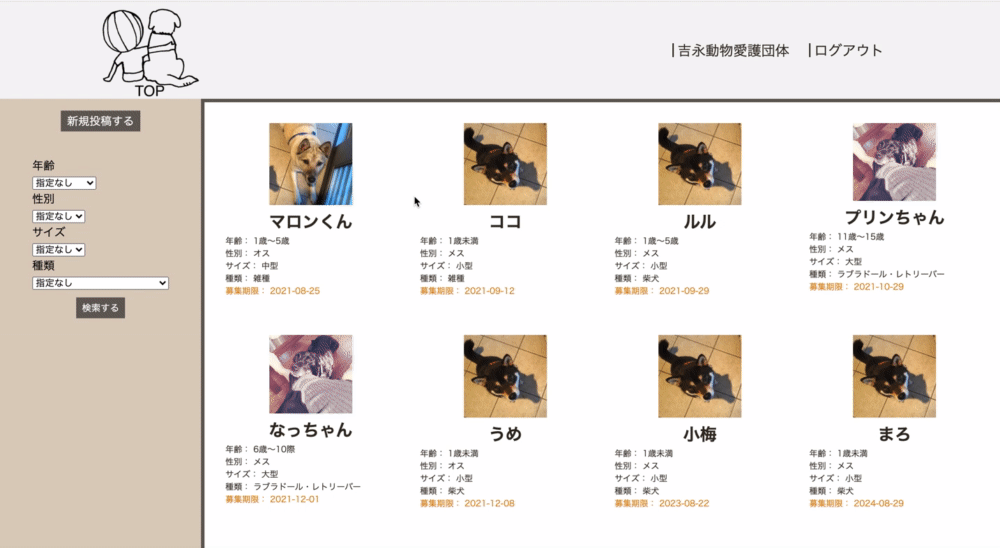 TOP
|吉永動物愛護団体
|ログアウト
新規投稿する
年齢
指定なし
性別
指定なし
サイズ
指定なし
種類
指定なし
検索する
マロンくん
年齢： 1歳〜5歳
性別： オス
サイズ： 中型
種類： 雑種
募集期限： 2021-08-25
ココ
年齢： 1歳未満
性別： メス
サイズ： 小型
種類： 雑種
募集期限： 2021-09-12
ルル
年齢： 1歳〜5歳
性別： メス
サイズ： 小型
種類： 柴犬
募集期限： 2021-09-29
プリンちゃん
年齢： 11歳〜15歳
性別： メス
サイズ： 大型
種類： ラブラドール・レトリーバー
募集期限： 2021-10-29
なっちゃん
年齢： 6歳〜10際
性別： メス
サイズ： 大型
種類： ラブラドール・レトリーバー
募集期限： 2021-12-01
うめ
年齢： 1歳未満
性別： オス
サイズ： 小型
種類： 柴犬
募集期限： 2021-12-08
小梅
年齢： 1歳未満
性別： メス
サイズ： 小型
種類： 柴犬
募集期限： 2023-08-22
まろ
年齢： 1歳未満
性別： メス
サイズ： 小型
種類： 柴犬
募集期限： 2024-08-29